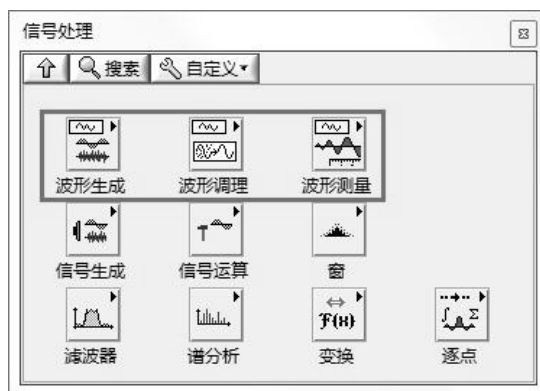 信号处理
搜索 自定义
波形生成 波形调理 波形测量
信号生成 信号运算 窗
F(H)
滤波器 谱分析 变换 逐点